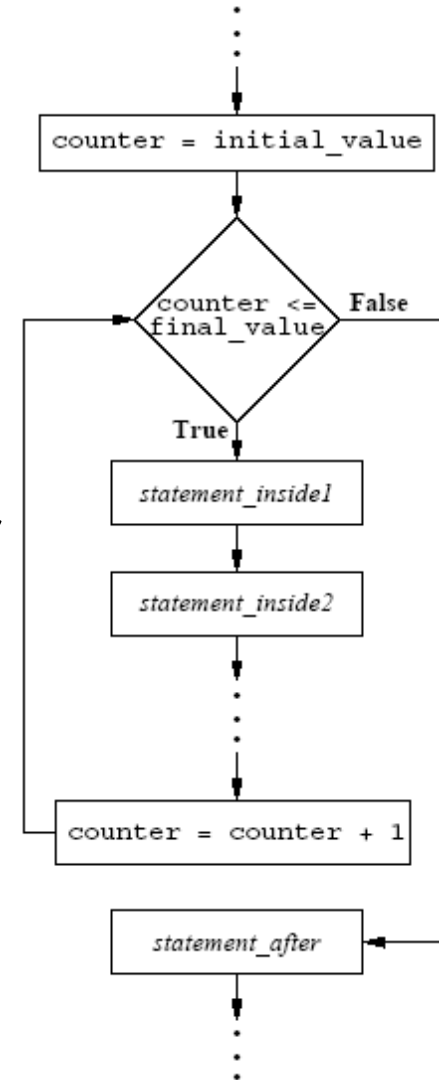 counter = initial_value
counter <=
final_value
False
True
statement_inside1
statement_inside2
counter = counter + 1
statement_after